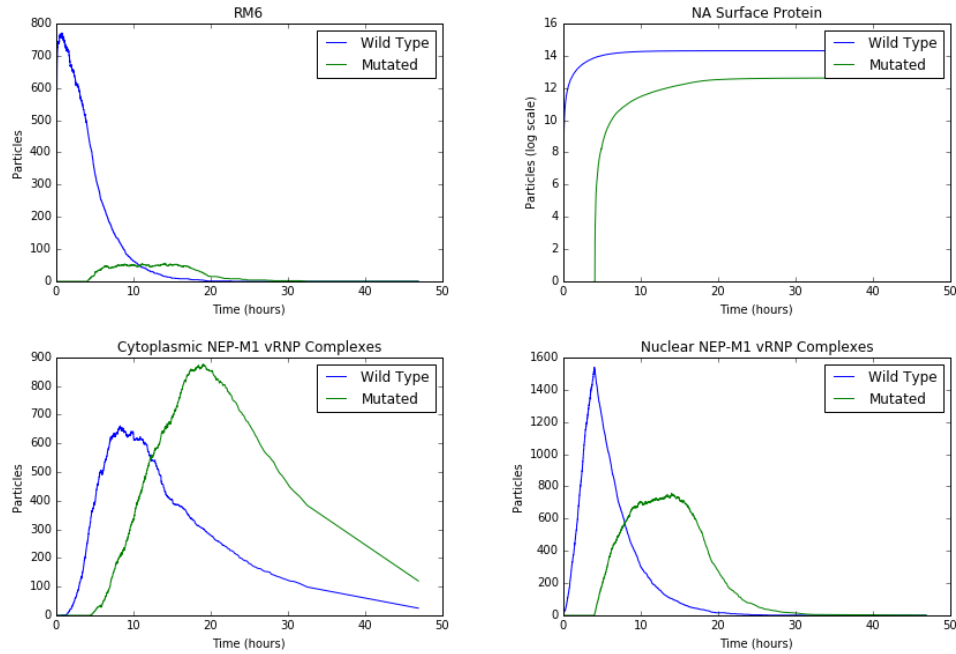 RM6
800
700
600
500
400
300
200
100
0
0 10 20 30 40 50
Particles
Time (hours)
Wild Type
Mutated
NA Surface Protein
16
14
12
10
8
6
4
2
0
0 10 20 30 40 50
Particles (log scale)
Time (hours)
Wild Type
Mutated
Cytoplasmic NEP-M1 vRNP Complexes
900
800
700
600
500
400
300
200
100
0
0 10 20 30 40 50
Particles
Time (hours)
Wild Type
Mutated
Nuclear NEP-M1 vRNP Complexes
1600
1400
1200
1000
800
600
400
200
0
0 10 20 30 40 50
Particles
Time (hours)
Wild Type
Mutated